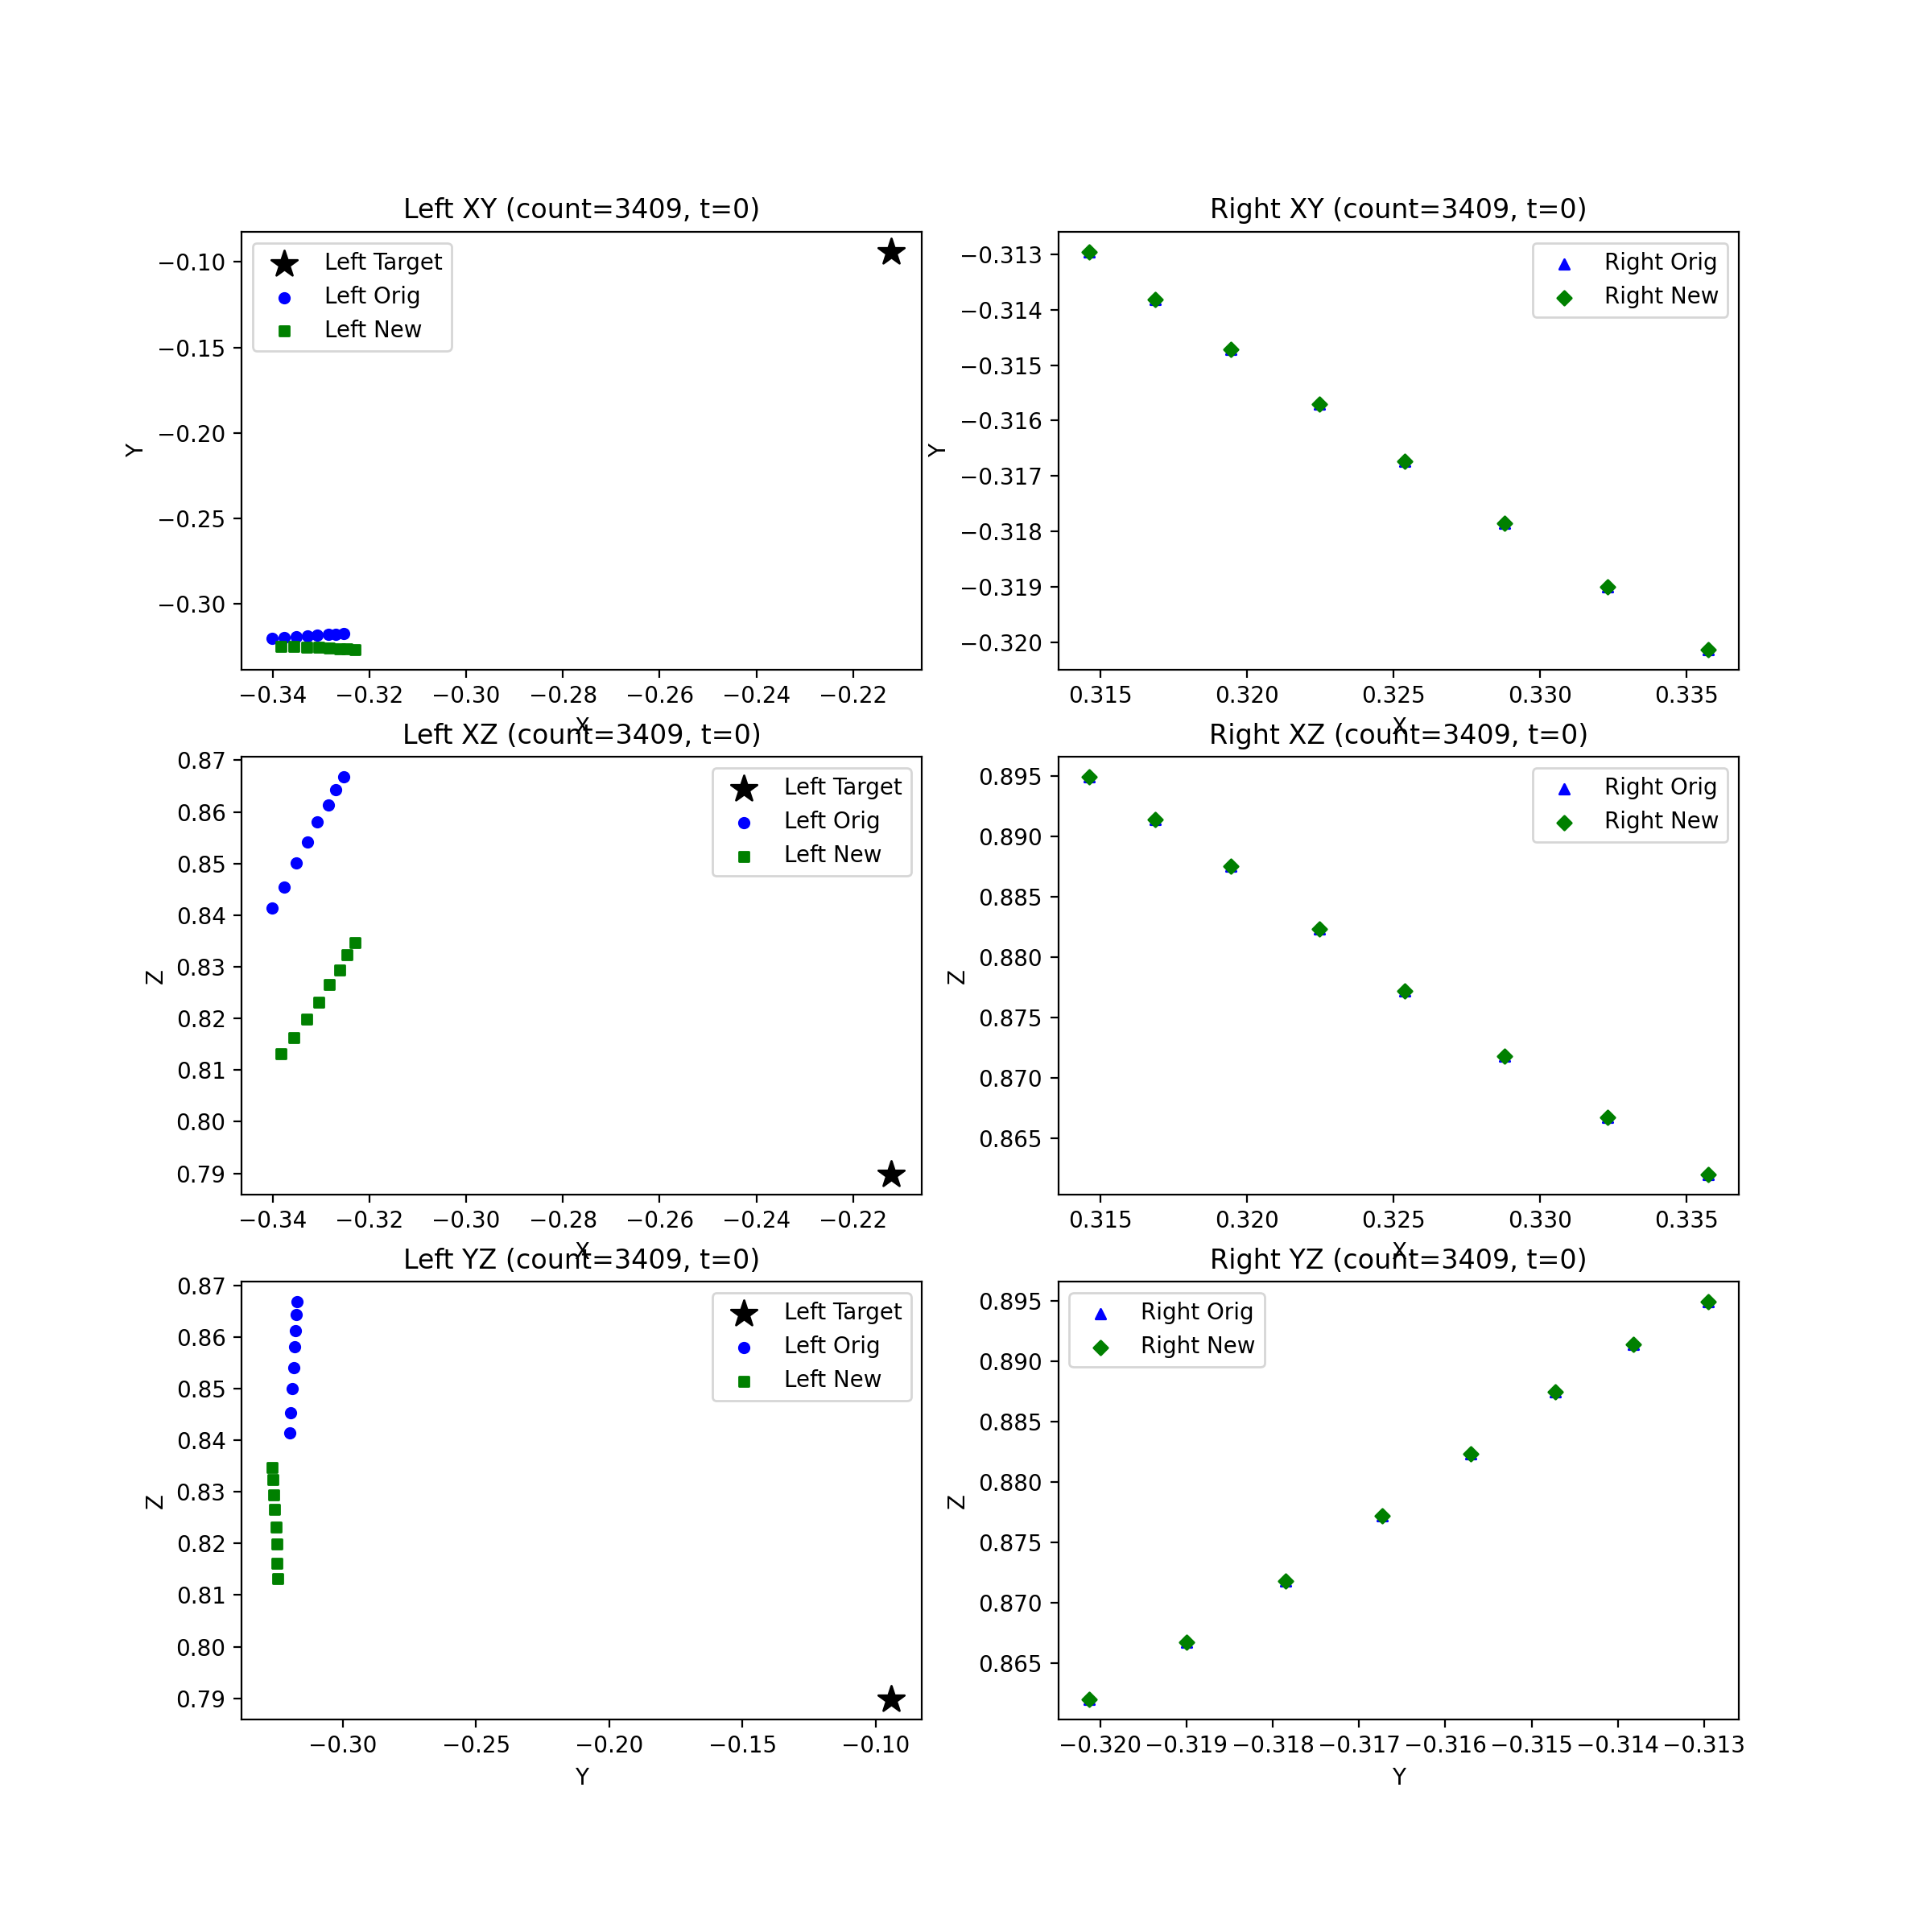 Left XY (count=3409, t=0)
Left Target
Left Orig
Left New
−0.10
−0.15
−0.20
−0.25
−0.30
Y
−0.34 −0.32 −0.30 −0.28 −0.26 −0.24 −0.22
X
Right XY (count=3409, t=0)
Right Orig
Right New
−0.313
−0.314
−0.315
−0.316
−0.317
−0.318
−0.319
−0.320
Y
0.315 0.320 0.325 0.330 0.335
X
Left XZ (count=3409, t=0)
Left Target
Left Orig
Left New
0.87
0.86
0.85
0.84
0.83
0.82
0.81
0.80
0.79
Z
−0.34 −0.32 −0.30 −0.28 −0.26 −0.24 −0.22
X
Right XZ (count=3409, t=0)
Right Orig
Right New
0.895
0.890
0.885
0.880
0.875
0.870
0.865
Z
0.315 0.320 0.325 0.330 0.335
X
Left YZ (count=3409, t=0)
Left Target
Left Orig
Left New
0.87
0.86
0.85
0.84
0.83
0.82
0.81
0.80
0.79
Z
−0.30 −0.25 −0.20 −0.15 −0.10
Y
Right YZ (count=3409, t=0)
Right Orig
Right New
0.895
0.890
0.885
0.880
0.875
0.870
0.865
Z
−0.320 −0.319 −0.318 −0.317 −0.316 −0.315 −0.314 −0.313
Y